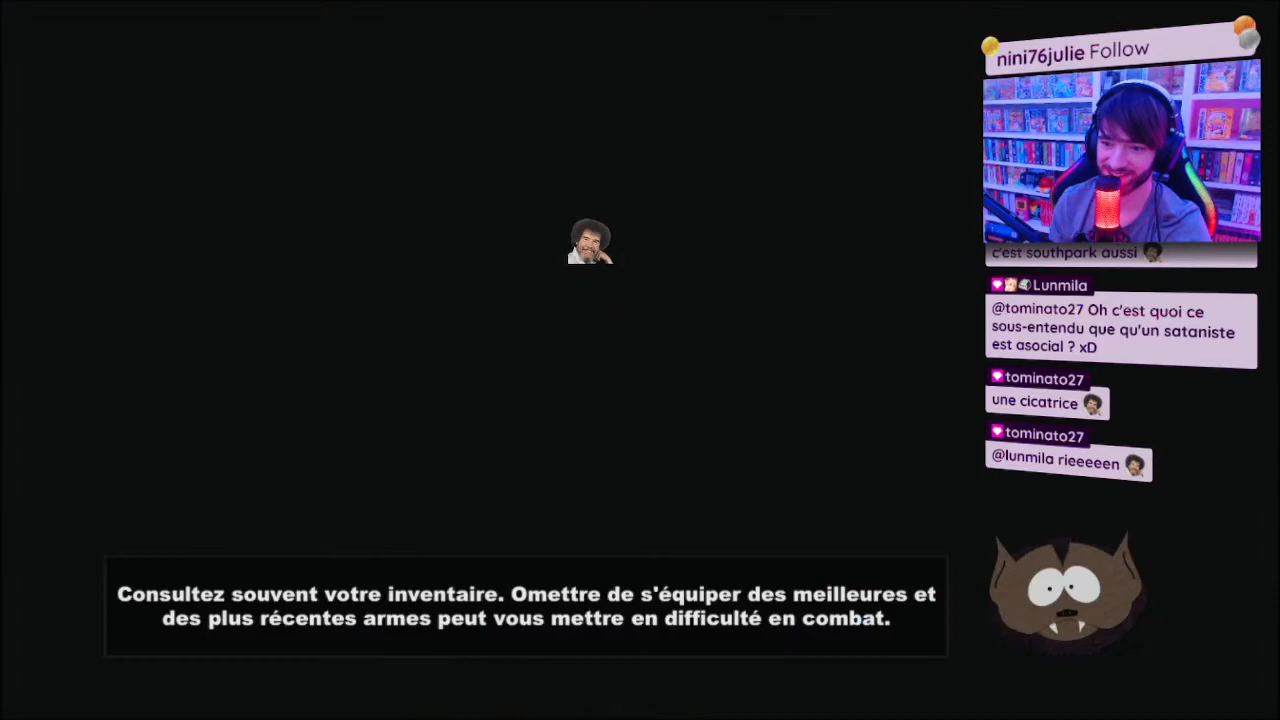 nini76julie Follow
c'est southpark aussi
Lunmila
@tominato27 Oh c'est quoi ce
sous-entendu que qu'un sataniste
est asocial ? xD
tominato27
une cicatrice
tominato27
@lunmila rieeeeen
Consultez souvent votre inventaire. Omettre de s'équiper des meilleures et
des plus récentes armes peut vous mettre en difficulté en combat.